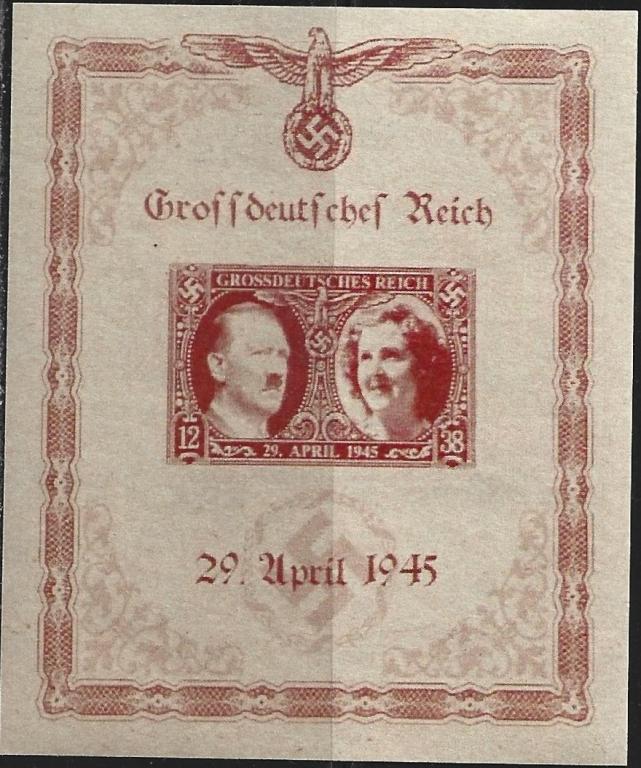 Groſſdeutſcheſ Reich
GROSSDEUTSCHES REICH
12
38
29. APRIL 1945
29. April 1945